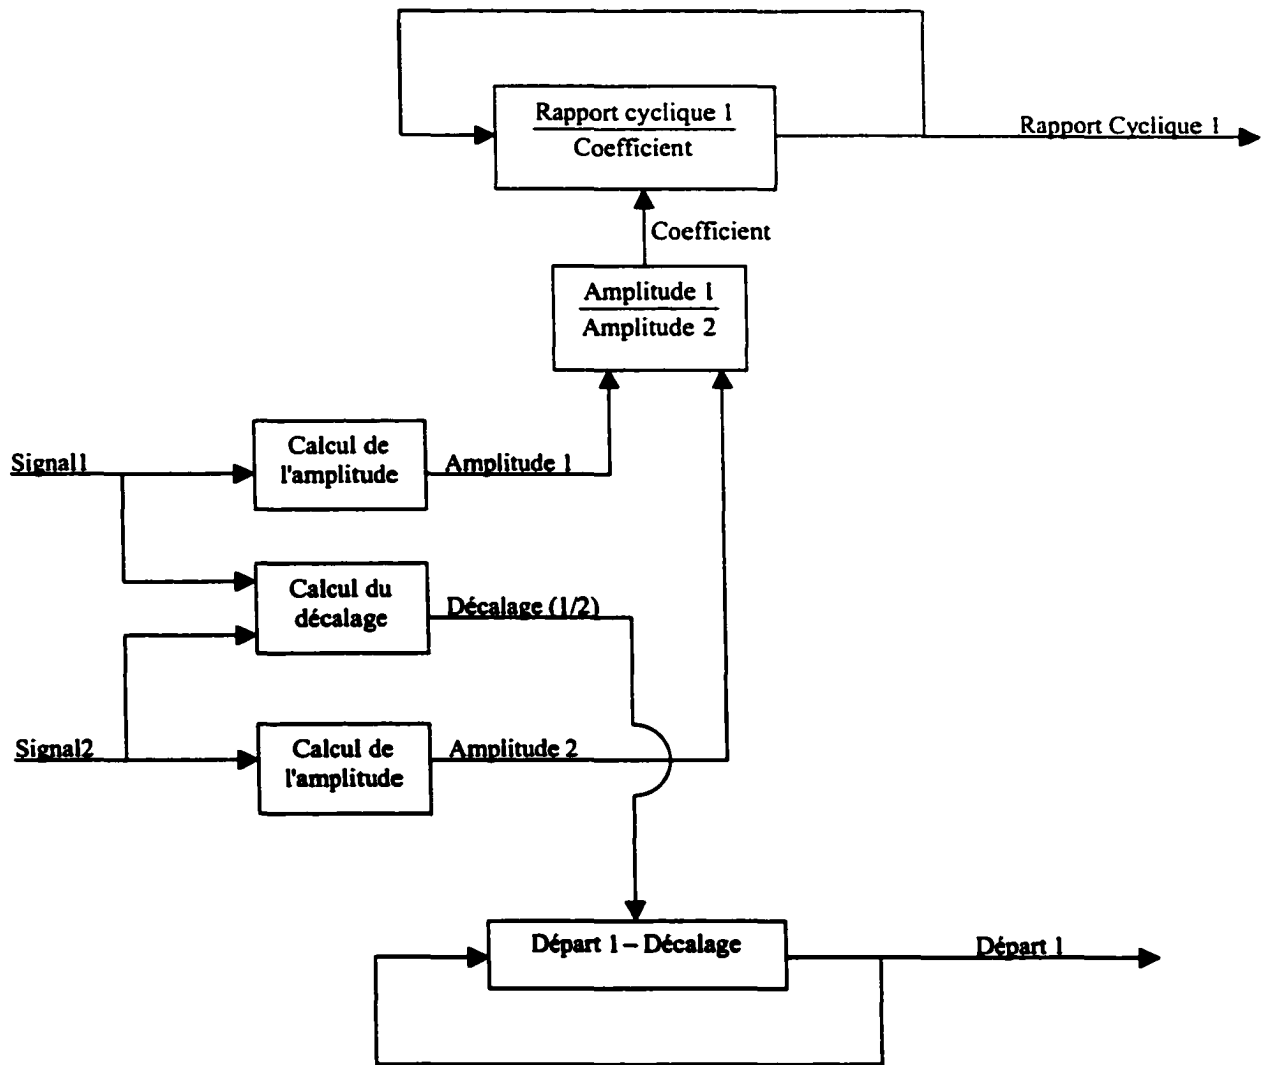 Rapport cyclique 1
Coefficient
Rapport Cyclique 1
Coefficient
Amplitude 1
Amplitude 2
Signal1
Calcul de
l'amplitude
Amplitude 1
Calcul du
décalage
Décalage (1/2)
Signal2
Calcul de
l'amplitude
Amplitude 2
Départ 1 – Décalage
Départ 1